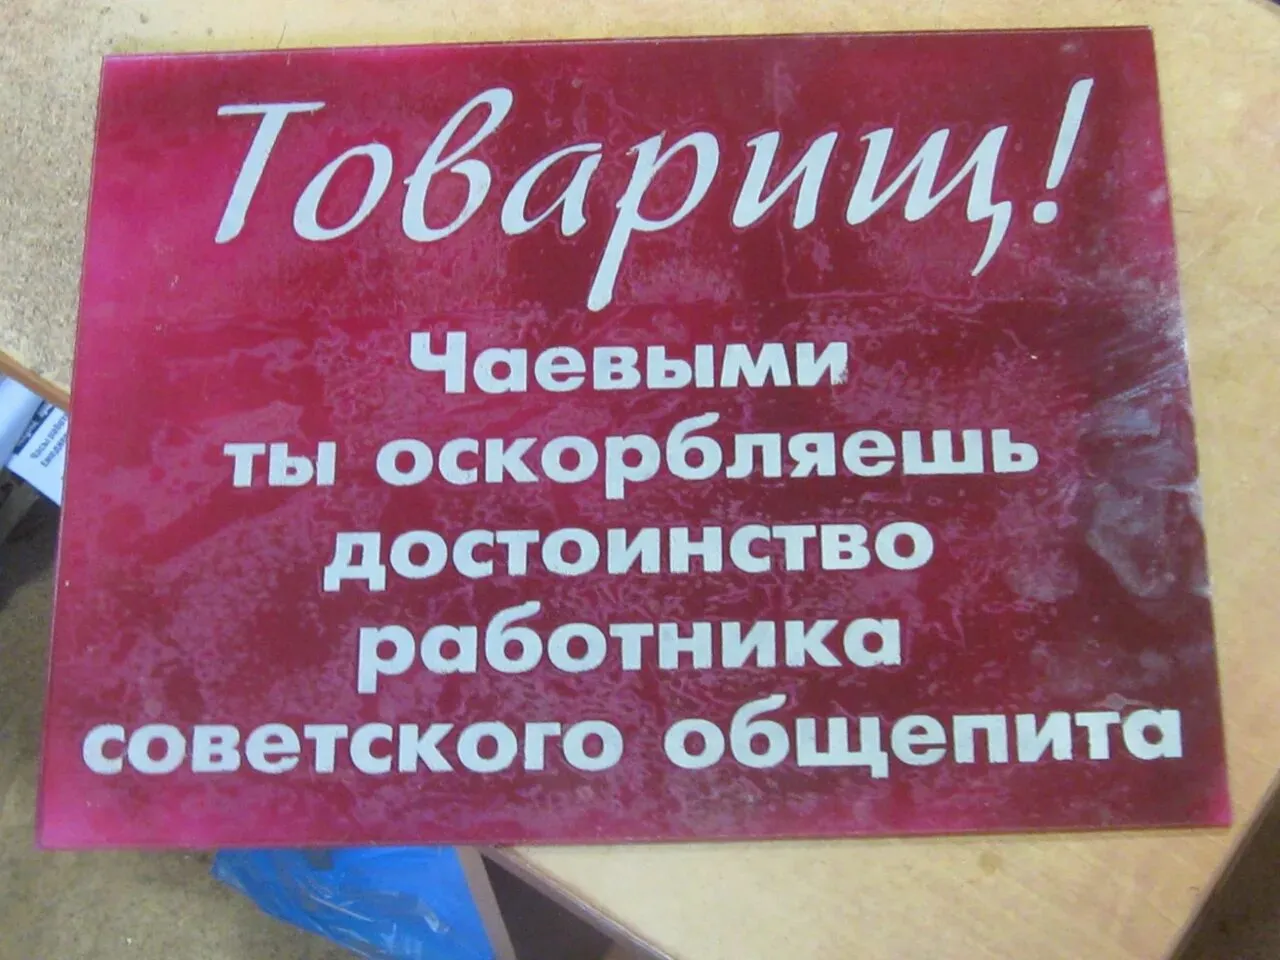 Товарищ!
Чаевыми
ты оскорбляешь
достоинство
работника
советского общепита